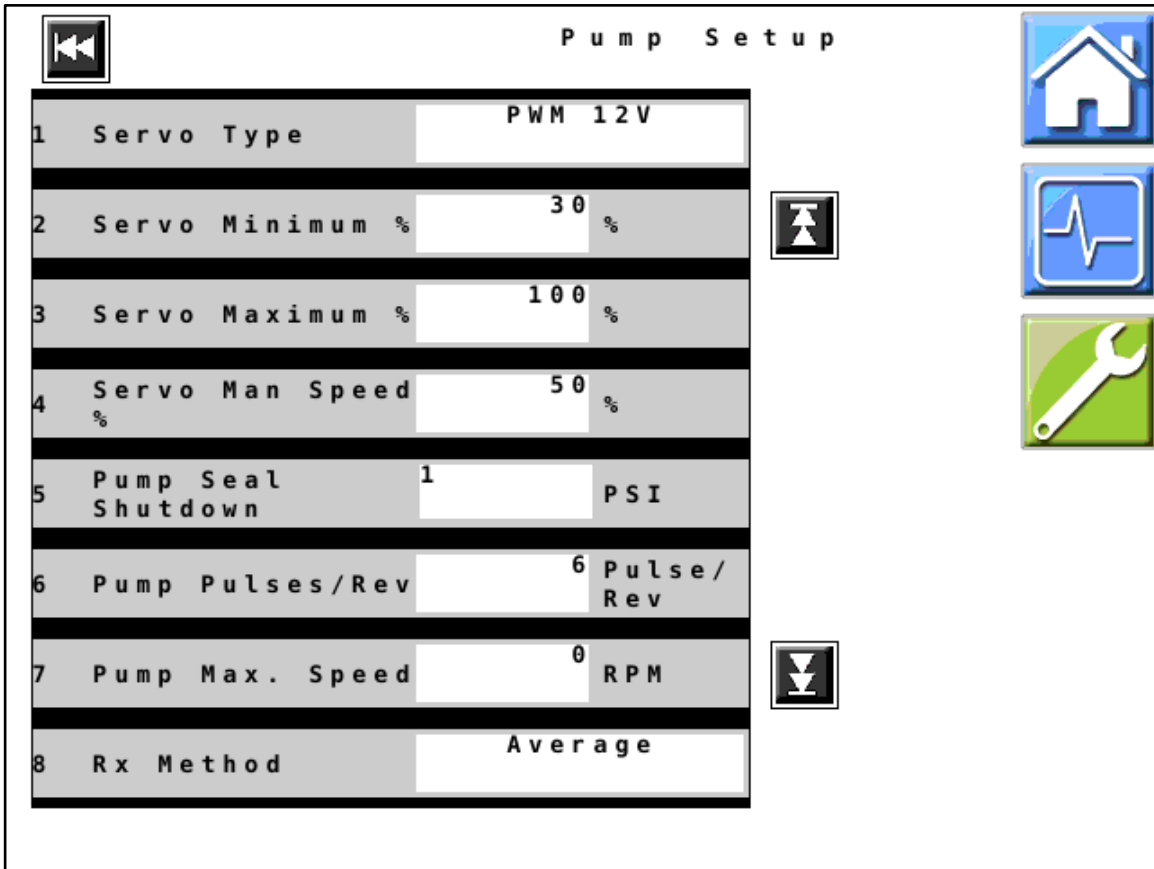 Pump Setup
1 Servo Type PWM 12V
2 Servo Minimum % 30 %
3 Servo Maximum % 100 %
4 Servo Man Speed 50 %
%
5 Pump Seal 1 PSI
Shutdown
6 Pump Pulses/Rev 6 Pulse/
Rev
7 Pump Max. Speed 0 RPM
8 Rx Method Average